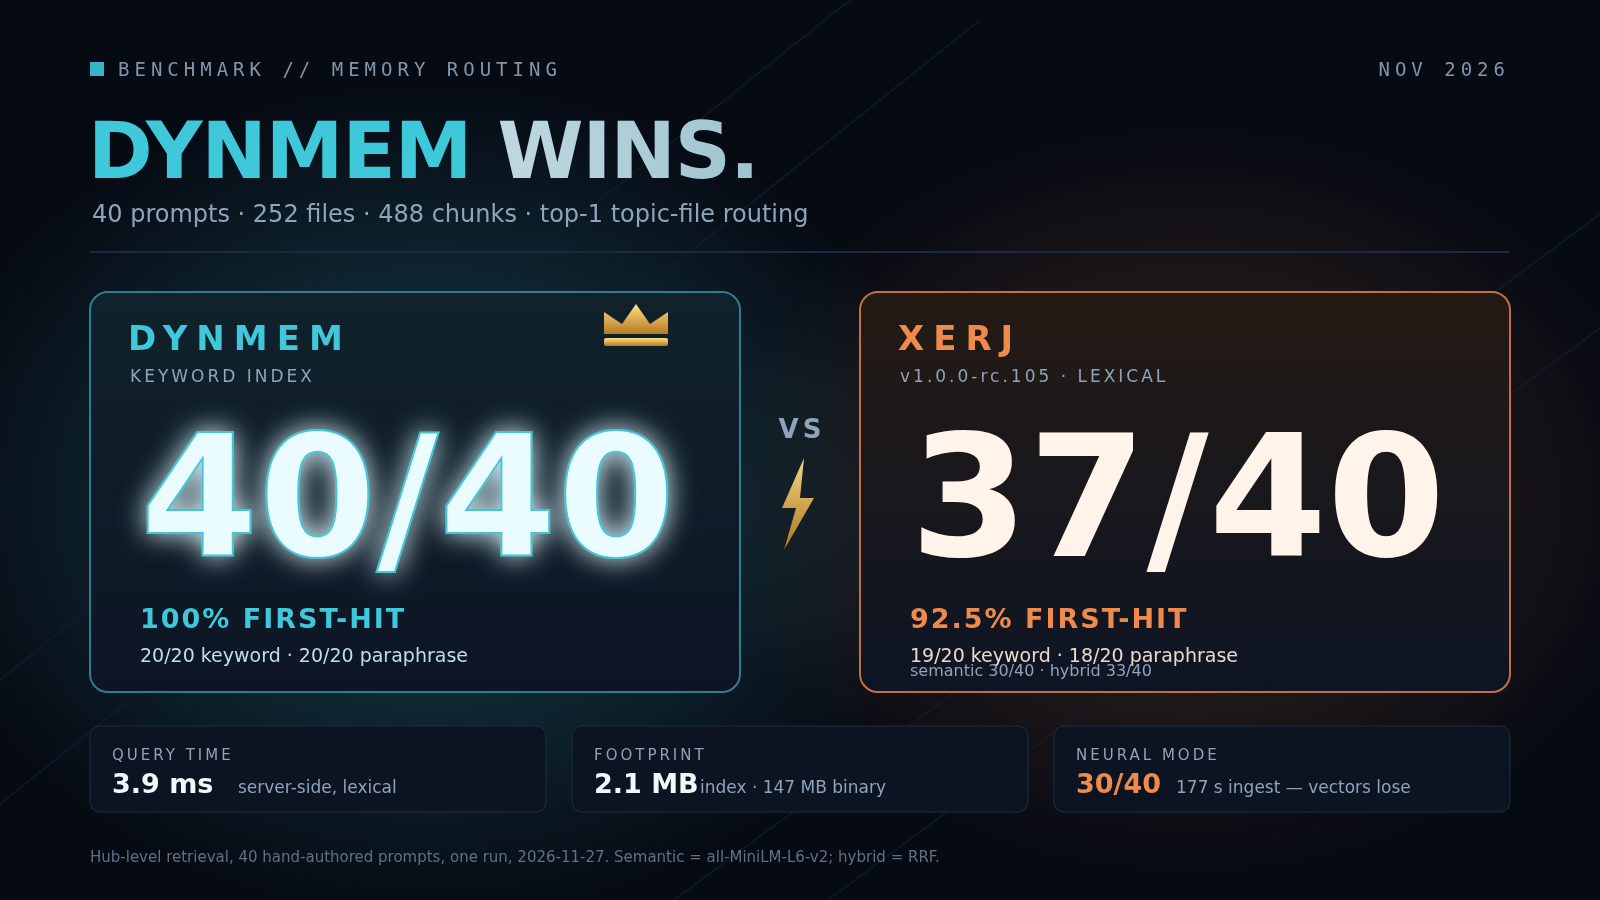 BENCHMARK // MEMORY ROUTING
NOV 2026
DYNMEM WINS.
40 prompts · 252 files · 488 chunks · top-1 topic-file routing
DYNMEM
KEYWORD INDEX
40/40
100% FIRST-HIT
20/20 keyword · 20/20 paraphrase
VS
XERJ
v1.0.0-rc.105 · LEXICAL
37/40
92.5% FIRST-HIT
19/20 keyword · 18/20 paraphrase
semantic 30/40 · hybrid 33/40
QUERY TIME
3.9 ms server-side, lexical
FOOTPRINT
2.1 MB index · 147 MB binary
NEURAL MODE
30/40 177 s ingest — vectors lose
Hub-level retrieval, 40 hand-authored prompts, one run, 2026-11-27. Semantic = all-MiniLM-L6-v2; hybrid = RRF.